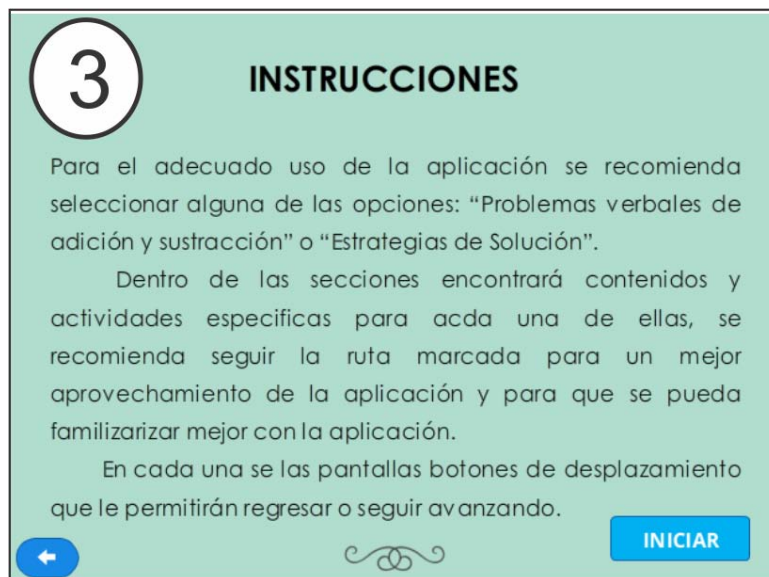 3
INSTRUCCIONES
Para el adecuado uso de la aplicación se recomienda
seleccionar alguna de las opciones: “Problemas verbales de
adición y sustracción” o “Estrategias de Solución”.
Dentro de las secciones encontrará contenidos y
actividades especificas para acda una de ellas, se
recomienda seguir la ruta marcada para un mejor
aprovechamiento de la aplicación y para que se pueda
familizarizar mejor con la aplicación.
En cada una se las pantallas botones de desplazamiento
que le permitirán regresar o seguir avanzando.
INICIAR